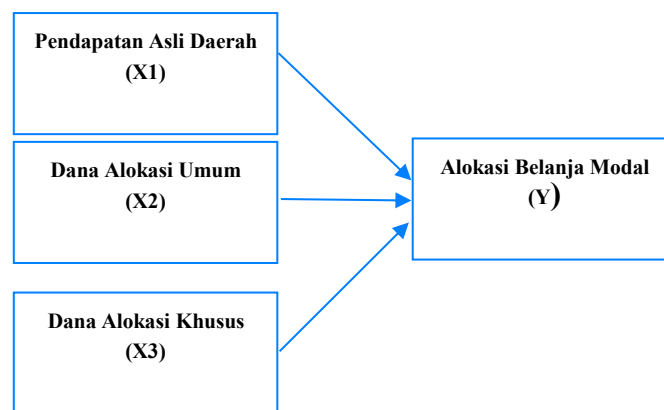 Pendapatan Asli Daerah
(X1)
Dana Alokasi Umum
(X2)
Alokasi Belanja Modal
(Y)
Dana Alokasi Khusus
(X3)